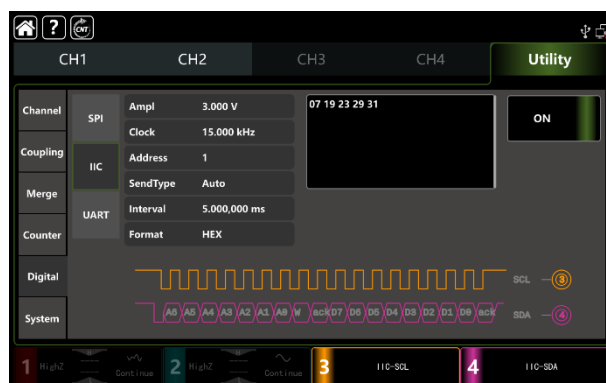 ? CNT
CH1 CH2 CH3 CH4 Utility
Channel
Coupling
Merge
Counter
Digital
System
SPI
IIC
UART
Ampl 3.000 V
Clock 15.000 kHz
Address 1
SendType Auto
Interval 5.000,000 ms
Format HEX
07 19 23 29 31
ON
SCL 3
A6 A5 A4 A3 A2 A1 A0 W ack D7 D6 D5 D4 D3 D2 D1 D0 ack SDA 4
1 HighZ Continue 2 HighZ Continue 3 IIC-SCL 4 IIC-SDA